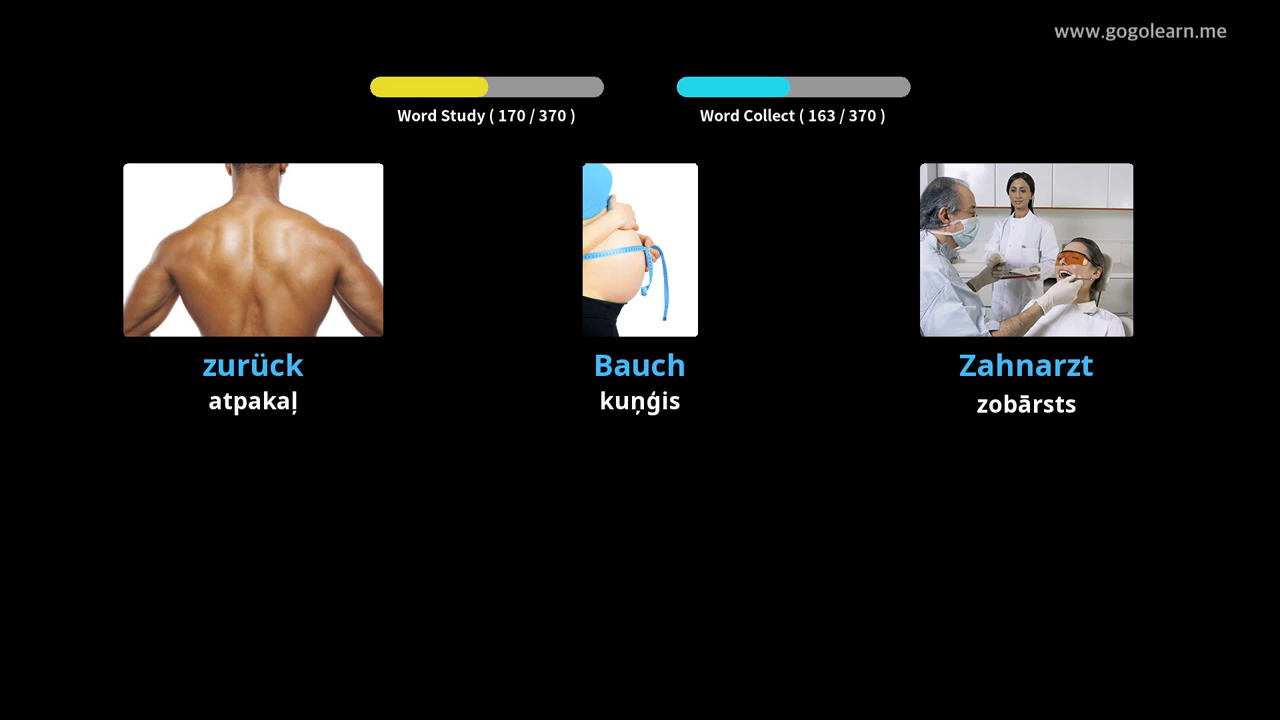 www.gogolearn.me
Word Study ( 170 / 370 )
Word Collect ( 163 / 370 )
zurück
atpakaļ
Bauch
kuņģis
Zahnarzt
zobārsts